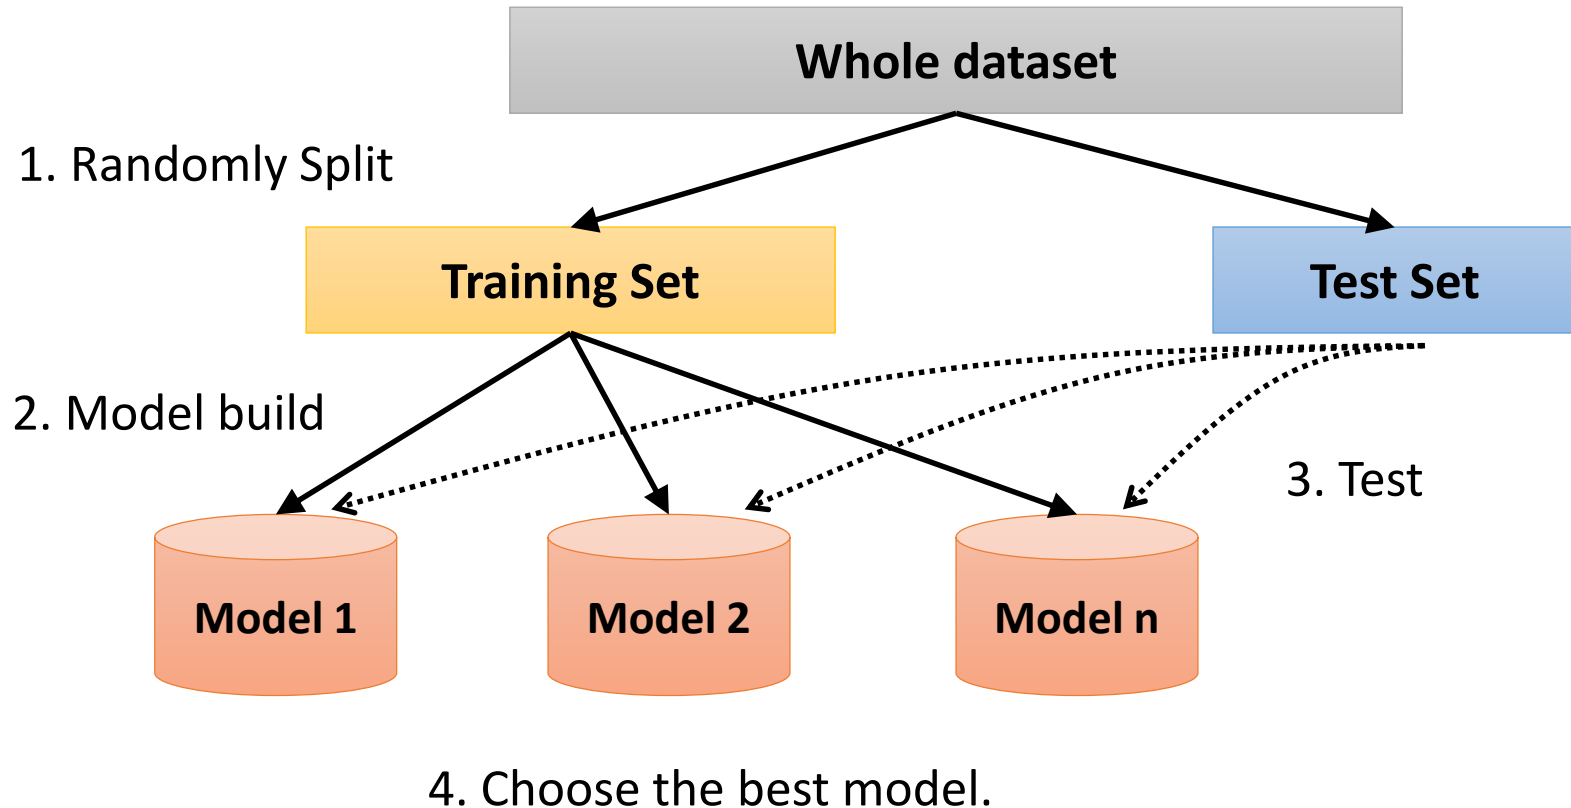 Whole dataset
1. Randomly Split
Training Set
Test Set
2. Model build
3. Test
Model 1
Model 2
Model n
4. Choose the best model.